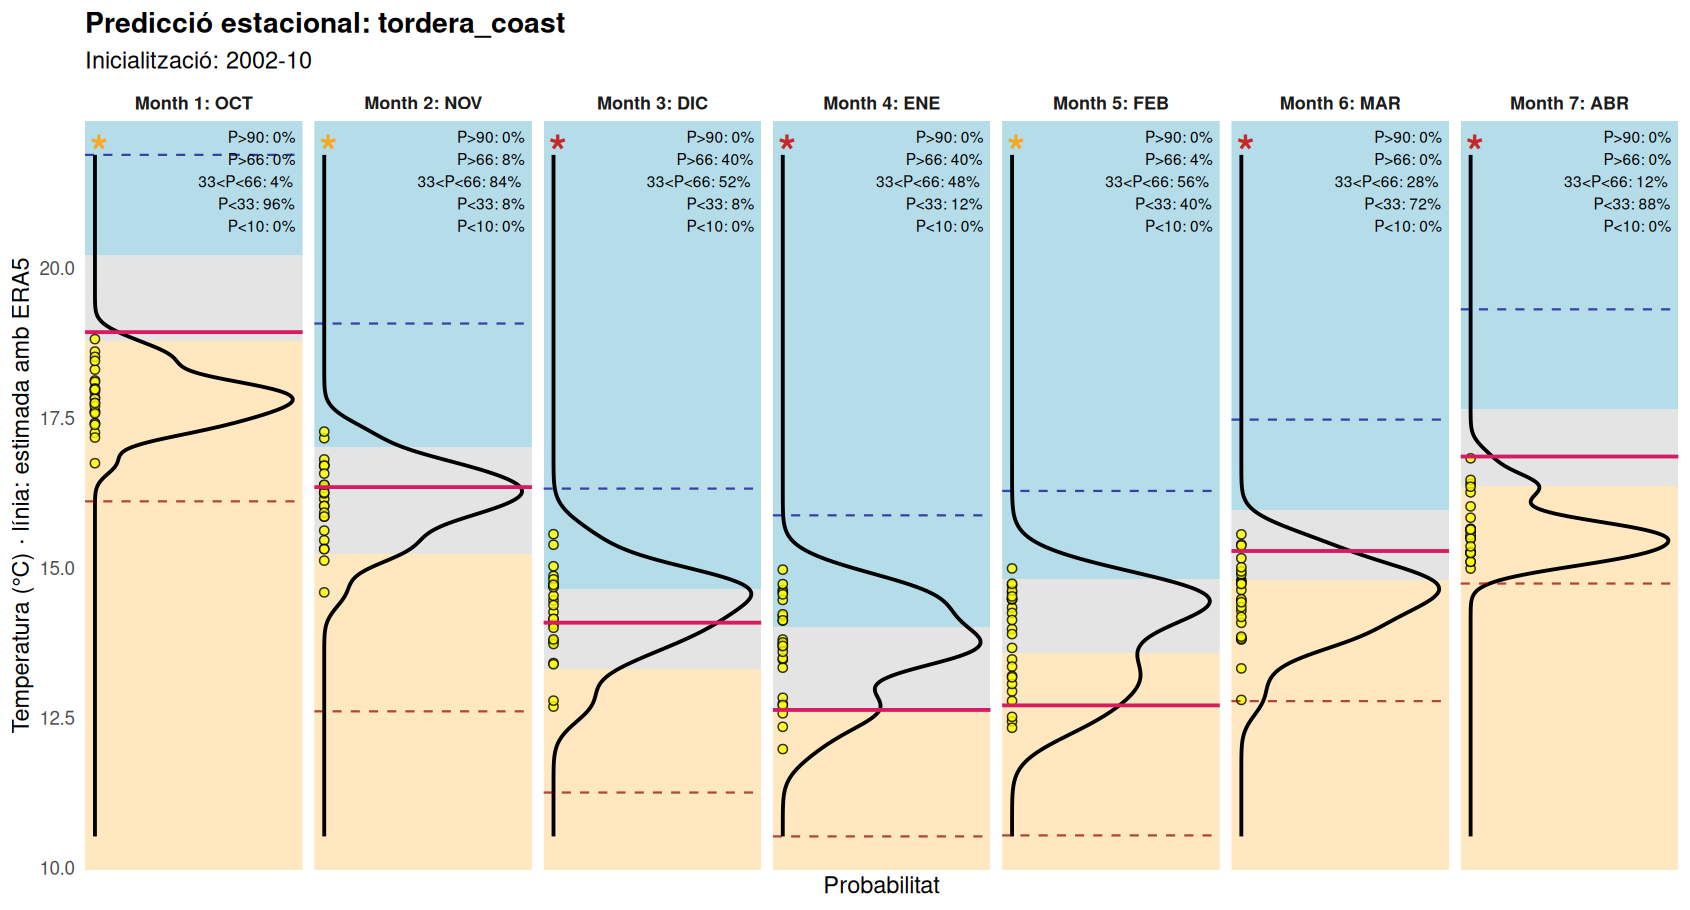 Predicció estacional: tordera_coast
Inicialització: 2002-10
Month 1: OCT
Month 2: NOV
Month 3: DIC
Month 4: ENE
Month 5: FEB
Month 6: MAR
Month 7: ABR
*
P>90: 0%
P>66: 0%
33<P<66: 4%
P<33: 96%
P<10: 0%
*
P>90: 0%
P>66: 8%
33<P<66: 84%
P<33: 8%
P<10: 0%
*
P>90: 0%
P>66: 40%
33<P<66: 52%
P<33: 8%
P<10: 0%
*
P>90: 0%
P>66: 40%
33<P<66: 48%
P<33: 12%
P<10: 0%
*
P>90: 0%
P>66: 4%
33<P<66: 56%
P<33: 40%
P<10: 0%
*
P>90: 0%
P>66: 0%
33<P<66: 28%
P<33: 72%
P<10: 0%
*
P>90: 0%
P>66: 0%
33<P<66: 12%
P<33: 88%
P<10: 0%
Temperatura (°C) · línia: estimada amb ERA5
20.0
17.5
15.0
12.5
10.0
Probabilitat